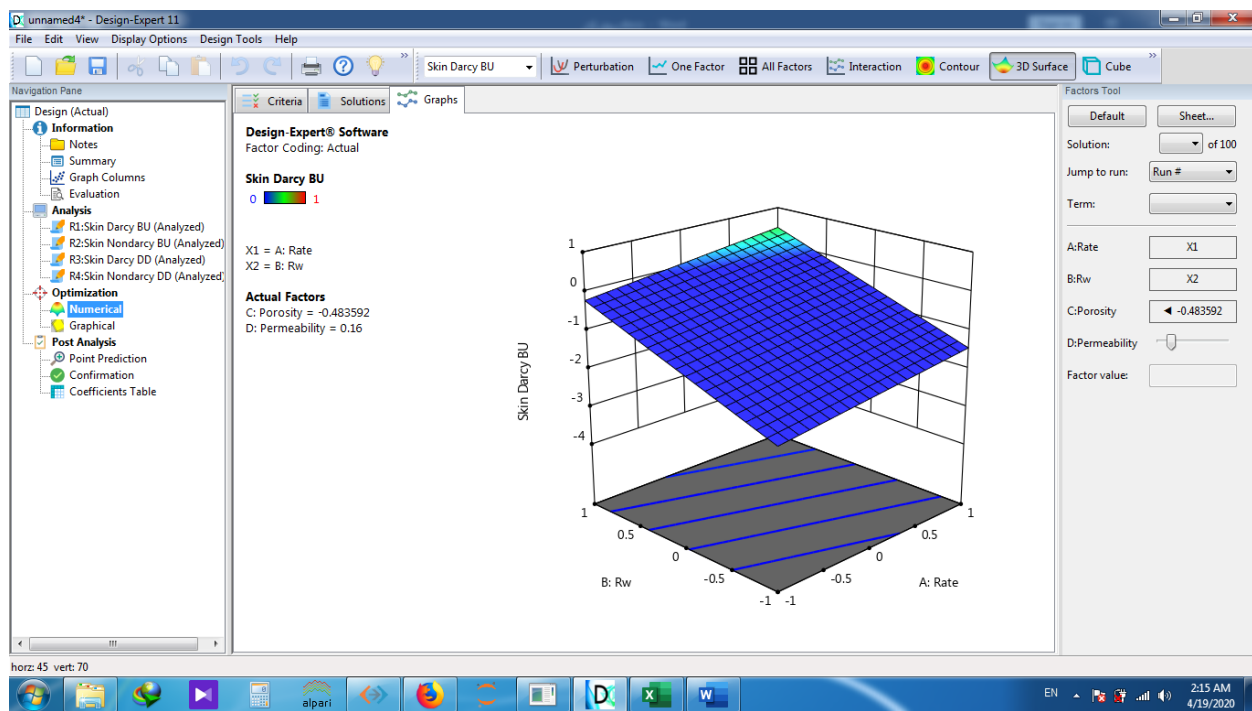 unnamed4* - Design-Expert 11
File Edit View Display Options Design Tools Help
Skin Darcy BU Perturbation One Factor All Factors Interaction Contour 3D Surface Cube
Navigation Pane
Design (Actual)
Information
Notes
Summary
Graph Columns
Evaluation
Analysis
R1:Skin Darcy BU (Analyzed)
R2:Skin Nondarcy BU (Analyzed)
R3:Skin Darcy DD (Analyzed)
R4:Skin Nondarcy DD (Analyzed)
Optimization
Numerical
Graphical
Post Analysis
Point Prediction
Confirmation
Coefficients Table
Criteria Solutions Graphs
Design-Expert® Software
Factor Coding: Actual
Skin Darcy BU
0 1
X1 = A: Rate
X2 = B: Rw
Actual Factors
C: Porosity = -0.483592
D: Permeability = 0.16
1
0
-1
-2
-3
-4
Skin Darcy BU
1 1
0.5 0.5
0 0
-0.5 -0.5
-1 -1
B: Rw A: Rate
Factors Tool
Default Sheet...
Solution: of 100
Jump to run: Run #
Term:
A:Rate X1
B:Rw X2
C:Porosity ◄ -0.483592
D:Permeability
Factor value:
horz: 45 vert: 70
alpari
EN
2:15 AM
4/19/2020